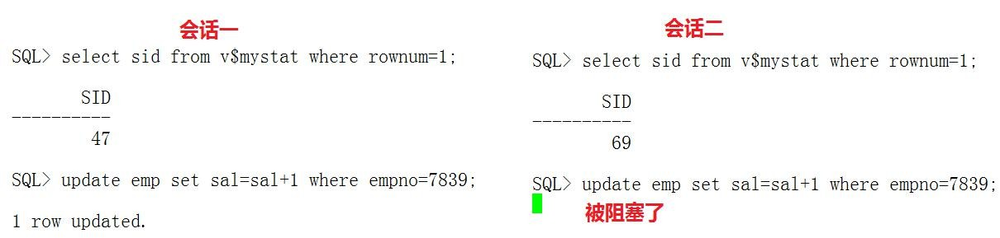 会话一
SQL> select sid from v$mystat where rownum=1;
SID
----------
47
SQL> update emp set sal=sal+1 where empno=7839;
1 row updated.
会话二
SQL> select sid from v$mystat where rownum=1;
SID
----------
69
SQL> update emp set sal=sal+1 where empno=7839;
被阻塞了